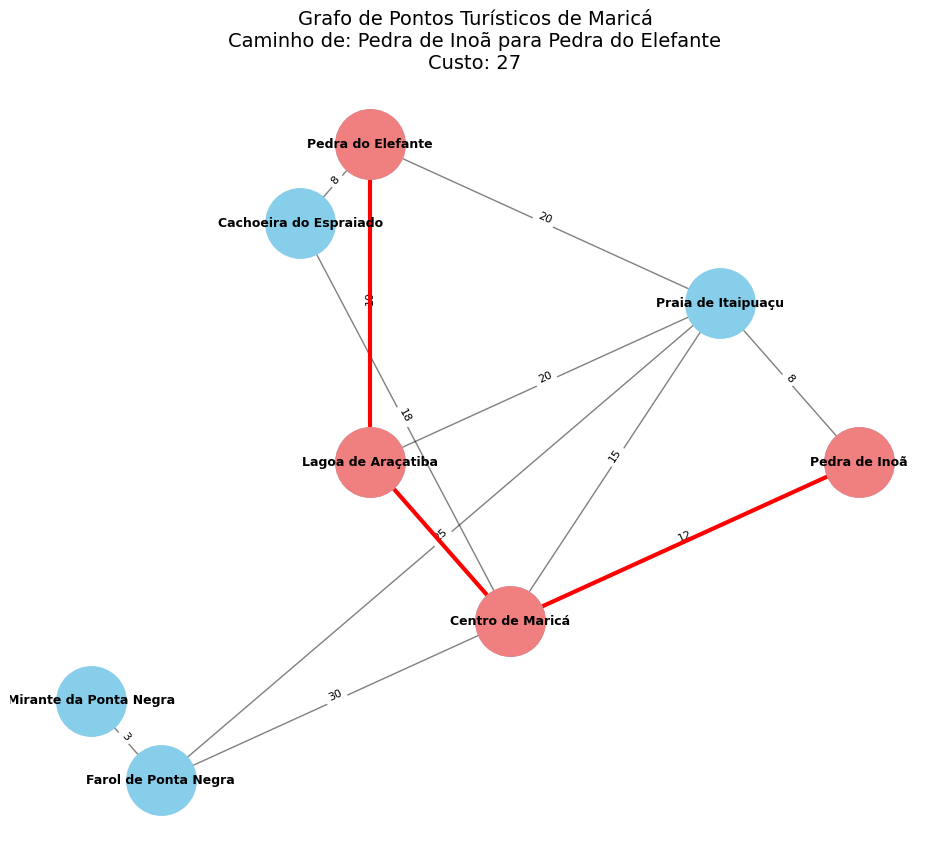 Grafo de Pontos Turísticos de Maricá
Caminho de: Pedra de Inoã para Pedra do Elefante
Custo: 27
Pedra do Elefante
8
Cachoeira do Espraiado
20
Praia de Itaipuaçu
20
8
18
15
Lagoa de Araçatiba
Pedra de Inoã
12
Centro de Maricá
30
Mirante da Ponta Negra
3
Farol de Ponta Negra